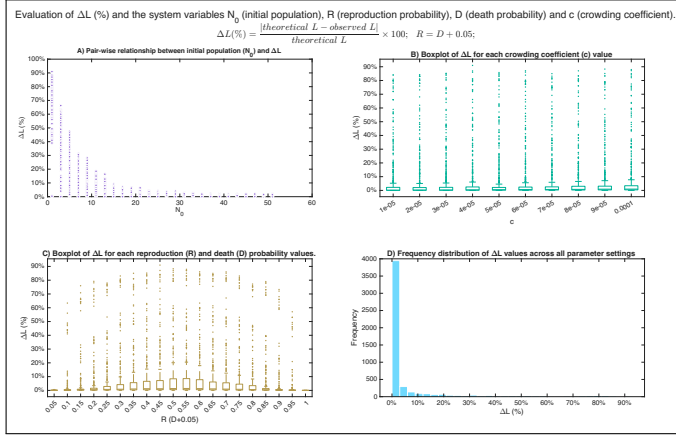 Evaluation of ΔL (%) and the system variables N0 (initial population), R (reproduction probability), D (death probability) and c (crowding coefficient).
ΔL(%) = |theoretical L − observed L| / theoretical L × 100; R = D + 0.05;
A) Pair-wise relationship between initial population (N0) and ΔL
100%
90%
80%
70%
60%
50%
40%
30%
20%
10%
0%
ΔL (%)
0 10 20 30 40 50 60
N0
B) Boxplot of ΔL for each crowding coefficient (c) value
90%
80%
70%
60%
50%
40%
30%
20%
10%
0%
ΔL (%)
1e-05 2e-05 3e-05 4e-05 5e-05 6e-05 7e-05 8e-05 9e-05 0.0001
c
C) Boxplot of ΔL for each reproduction (R) and death (D) probability values.
90%
80%
70%
60%
50%
40%
30%
20%
10%
0%
ΔL (%)
0.05 0.1 0.15 0.2 0.25 0.3 0.35 0.4 0.45 0.5 0.55 0.6 0.65 0.7 0.75 0.8 0.85 0.9 0.95 1
R (D+0.05)
D) Frequency distribution of ΔL values across all parameter settings
4000
3500
3000
2500
2000
1500
1000
500
0
Frequency
0% 10% 20% 30% 40% 50% 60% 70% 80% 90%
ΔL (%)